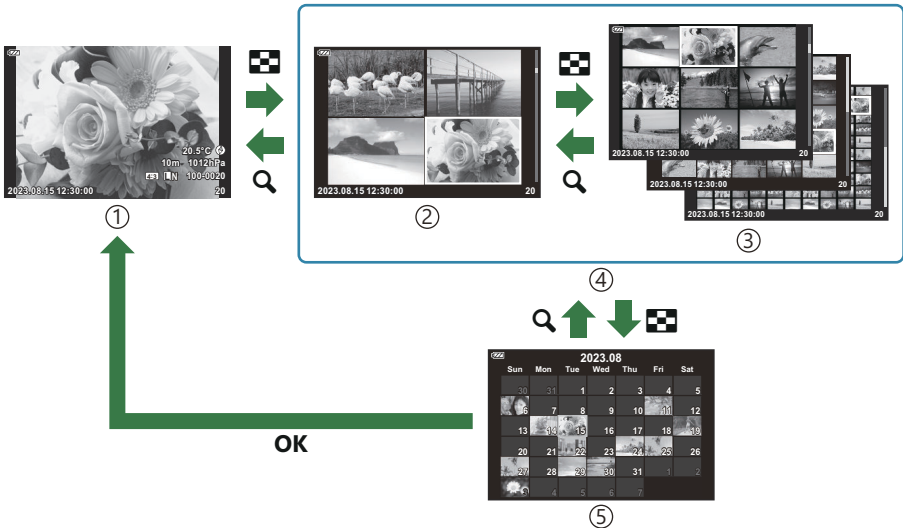 20.5°C
10m 1012hPa
4:3 LN 100-0020
2023.08.15 12:30:00 20
①
2023.08.15 12:30:00 20
②
2023.08.15 12:30:00 20
2023.08.15 12:30:00 20
2023.08.15 12:30:00 20
③
④
2023.08
Sun Mon Tue Wed Thu Fri Sat
30 31 1 2 3 4 5
6 7 8 9 10 11 12
13 14 15 16 17 18 19
20 21 22 23 24 25 26
27 28 29 30 31 1 2
3 4 5 6 7
⑤
OK